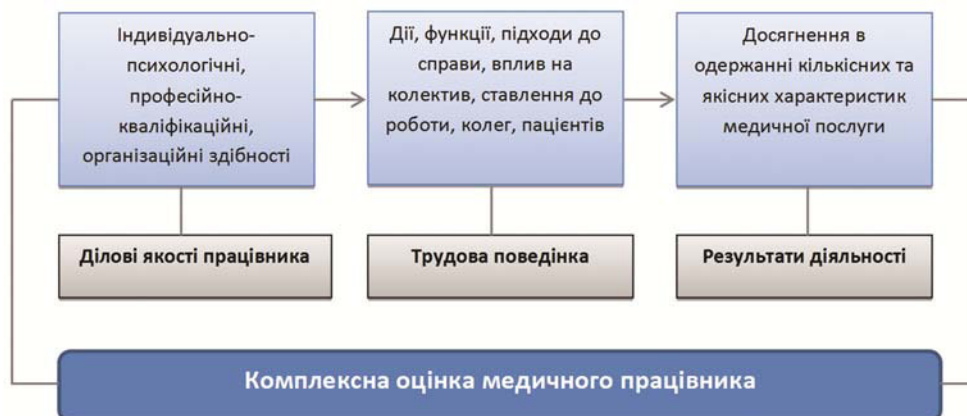 Індивідуально-
психологічні,
професійно-
кваліфікаційні,
організаційні здібності
Дії, функції, підходи до
справи, вплив на
колектив, ставлення до
роботи, колег, пацієнтів
Досягнення в
одержанні кількісних та
якісних характеристик
медичної послуги
Ділові якості працівника
Трудова поведінка
Результати діяльності
Комплексна оцінка медичного працівника